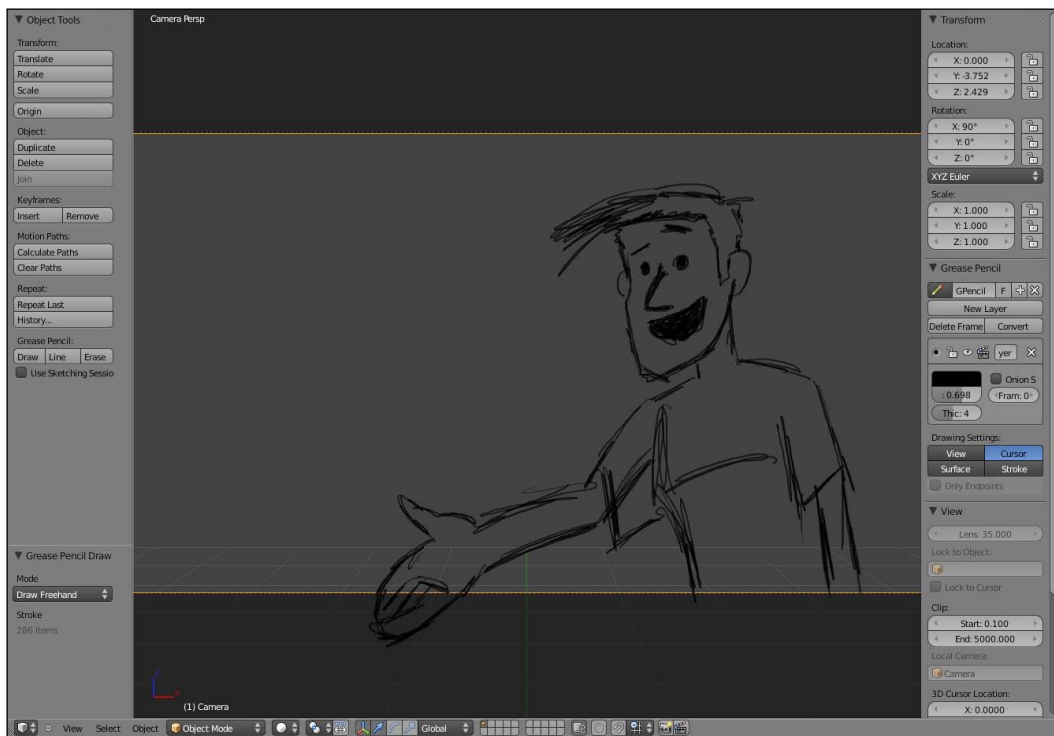 Object Tools
Transform:
Translate
Rotate
Scale
Origin
Object:
Duplicate
Delete
Join
Keyframes:
Insert Remove
Motion Paths:
Calculate Paths
Clear Paths
Repeat:
Repeat Last
History...
Grease Pencil:
Draw Line Erase
Use Sketching Sessio
Grease Pencil Draw
Mode
Draw Freehand
Stroke
286 items
Camera Persp
(1) Camera
Transform
Location:
X: 0.000
Y: -3.752
Z: 2.429
Rotation:
X: 90°
Y: 0°
Z: 0°
XYZ Euler
Scale:
X: 1.000
Y: 1.000
Z: 1.000
Grease Pencil
GPencil F
New Layer
Delete Frame Convert
yer
Onion S
: 0.698 Fram: 0
Thic: 4
Drawing Settings:
View Cursor
Surface Stroke
Only Endpoints
View
Lens: 35.000
Lock to Object:
Lock to Cursor
Clip:
Start: 0.100
End: 5000.000
Local Camera:
Camera
3D Cursor Location:
X: 0.0000
View Select Object Object Mode Global